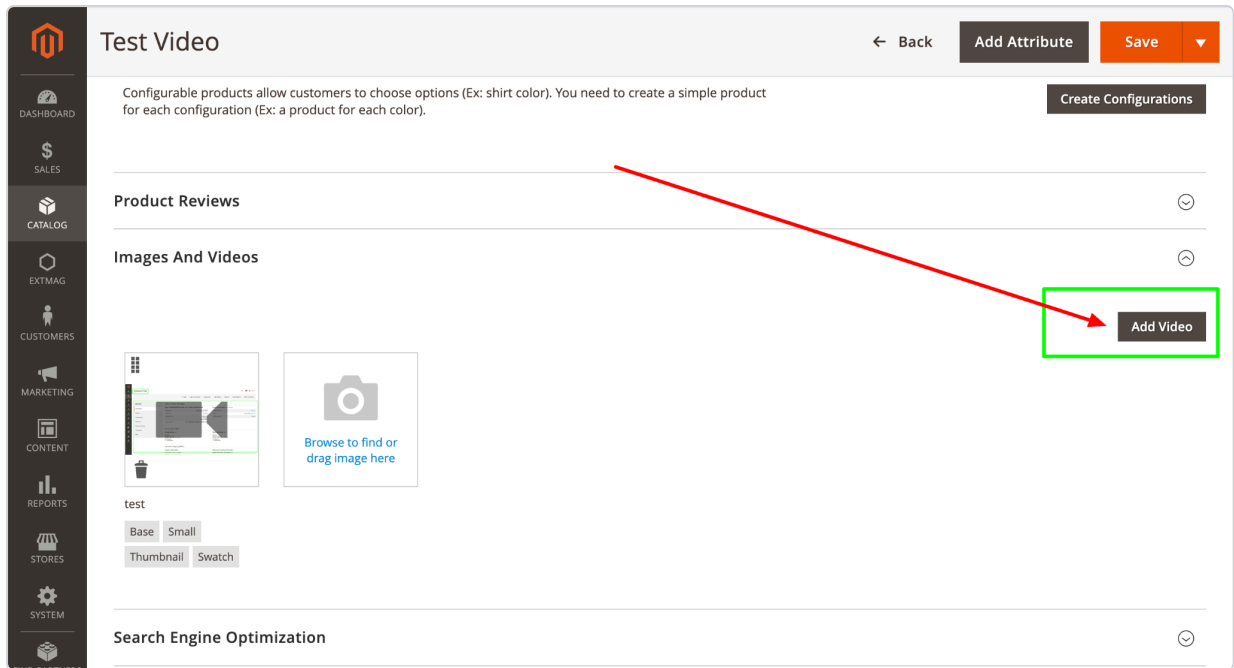 Test Video
Back
Add Attribute
Save
DASHBOARD
SALES
CATALOG
EXTMAG
CUSTOMERS
MARKETING
CONTENT
REPORTS
STORES
SYSTEM
Configurable products allow customers to choose options (Ex: shirt color). You need to create a simple product
for each configuration (Ex: a product for each color).
Create Configurations
Product Reviews
Images And Videos
Add Video
Browse to find or
drag image here
test
Base Small
Thumbnail Swatch
Search Engine Optimization